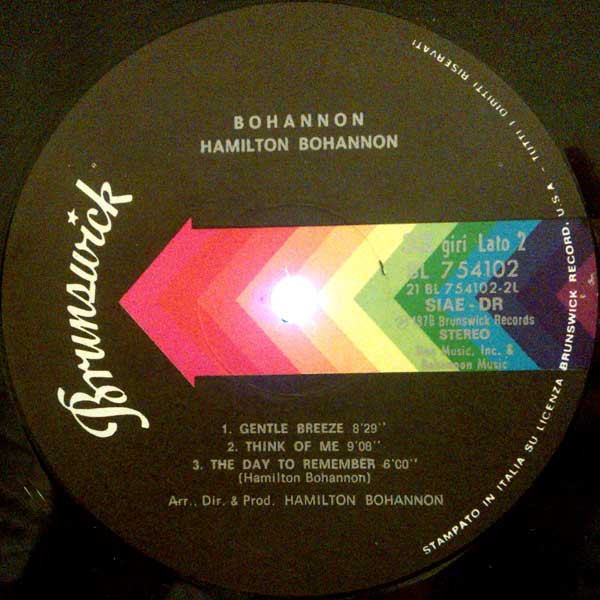 BOHANNON
HAMILTON BOHANNON
Brunswick
giri Lato 2
BL 754102
21 BL 754102-2L
SIAE - DR
Brunswick Records
STEREO
Music, Inc. &
Music
1. GENTLE BREEZE 8'29''
2. THINK OF ME 9'08''
3. THE DAY TO REMEMBER 6'00''
(Hamilton Bohannon)
Arr., Dir. & Prod. HAMILTON BOHANNON
STAMPATO IN ITALIA SU LICENZA BRUNSWICK RECORD. U.S.A. - TUTTI I DIRITTI RISERVATI